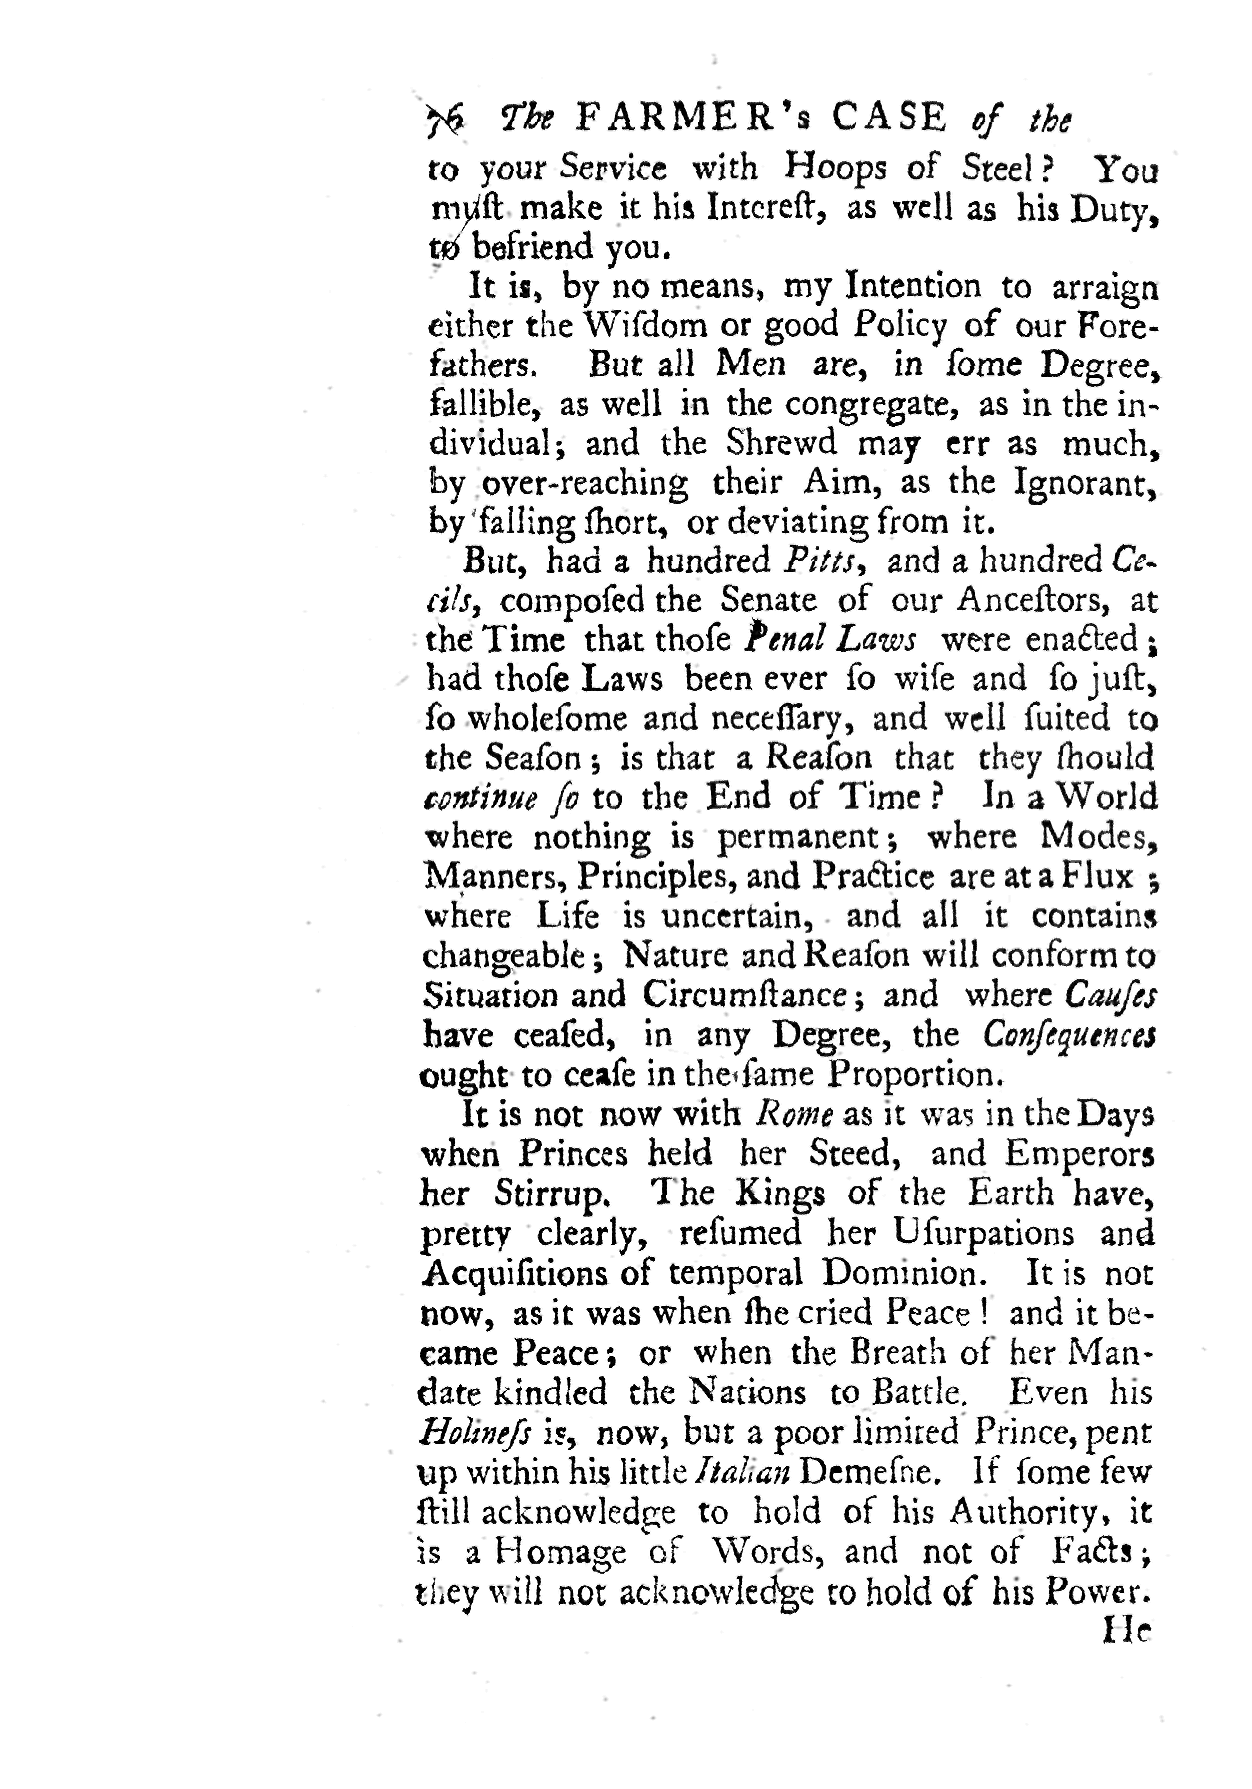 76 The FARMER's CASE of the
to your Service with Hoops of Steel? You
muſt make it his Intereſt, as well as his Duty,
to befriend you.
It is, by no means, my Intention to arraign
either the Wiſdom or good Policy of our Fore-
fathers. But all Men are, in ſome Degree,
fallible, as well in the congregate, as in the in-
dividual; and the Shrewd may err as much,
by over-reaching their Aim, as the Ignorant,
by falling ſhort, or deviating from it.
But, had a hundred Pitts, and a hundred Ce-
cils, compoſed the Senate of our Anceſtors, at
the Time that thoſe Penal Laws were enacted;
had thoſe Laws been ever ſo wiſe and ſo juſt,
ſo wholeſome and neceſſary, and well ſuited to
the Seaſon; is that a Reaſon that they ſhould
continue ſo to the End of Time? In a World
where nothing is permanent; where Modes,
Manners, Principles, and Practice are at a Flux;
where Life is uncertain, and all it contains
changeable; Nature and Reaſon will conform to
Situation and Circumſtance; and where Cauſes
have ceaſed, in any Degree, the Conſequences
ought to ceaſe in the ſame Proportion.
It is not now with Rome as it was in the Days
when Princes held her Steed, and Emperors
her Stirrup. The Kings of the Earth have,
pretty clearly, reſumed her Uſurpations and
Acquiſitions of temporal Dominion. It is not
now, as it was when ſhe cried Peace! and it be-
came Peace; or when the Breath of her Man-
date kindled the Nations to Battle. Even his
Holineſs is, now, but a poor limited Prince, pent
up within his little Italian Demeſne. If ſome few
ſtill acknowledge to hold of his Authority, it
is a Homage of Words, and not of Facts;
they will not acknowledge to hold of his Power.
He